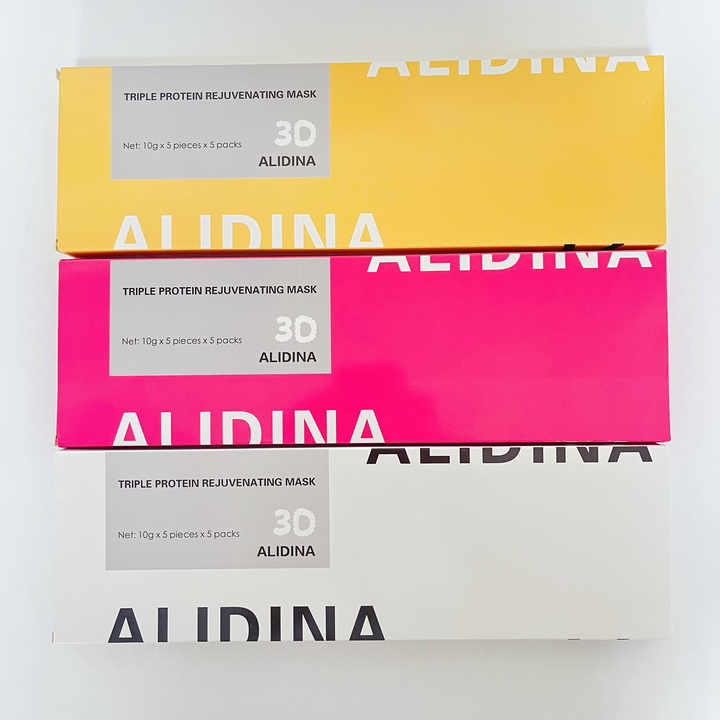 ALIDINA
TRIPLE PROTEIN REJUVENATING MASK
3D
Net: 10g x 5 pieces x 5 packs
ALIDINA
ALIDINA
ALIDINA
TRIPLE PROTEIN REJUVENATING MASK
3D
Net: 10g x 5 pieces x 5 packs
ALIDINA
ALIDINA
ALIDINA
TRIPLE PROTEIN REJUVENATING MASK
3D
Net: 10g x 5 pieces x 5 packs
ALIDINA
ALIDINA